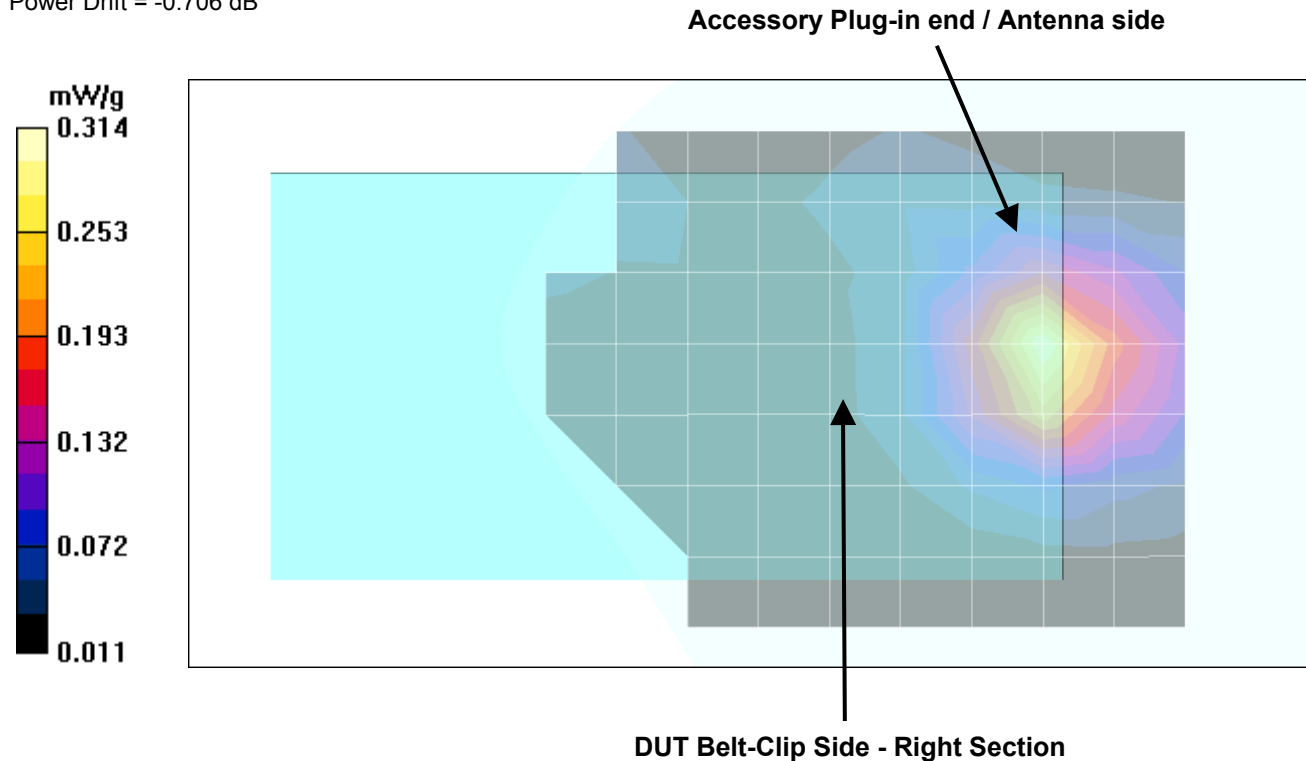 Power Drift = -0.706 dB
Accessory Plug-in end / Antenna side
mW/g
0.314
0.253
0.193
0.132
0.072
0.011
DUT Belt-Clip Side - Right Section